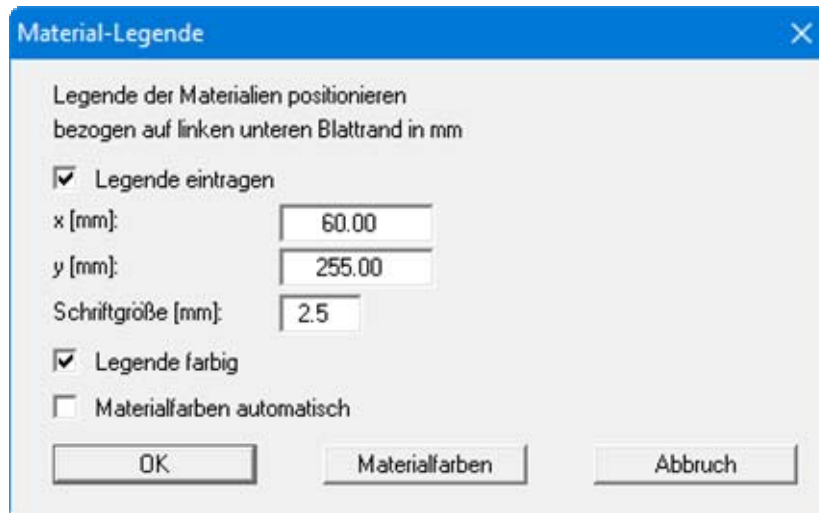 Material-Legende
Legende der Materialien positionieren
bezogen auf linken unteren Blattrand in mm
Legende eintragen
x [mm]: 60.00
y [mm]: 255.00
Schriftgröße [mm]: 2.5
Legende farbig
Materialfarben automatisch
OK Materialfarben Abbruch